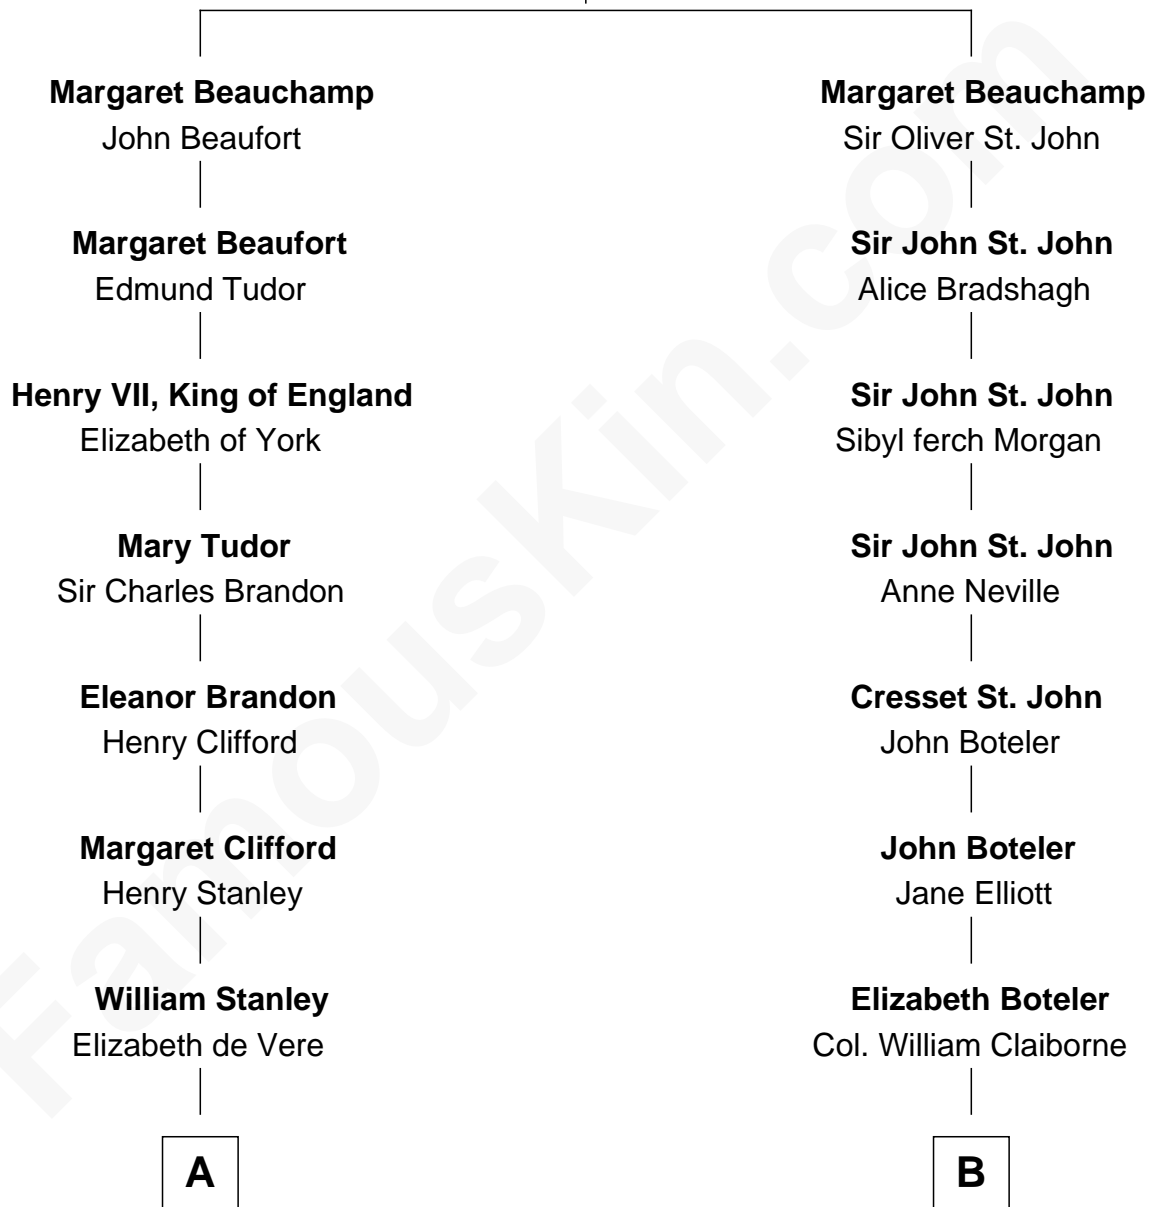 Margaret Beauchamp
John Beaufort
Margaret Beaufort
Edmund Tudor
Henry VII, King of England
Elizabeth of York
Mary Tudor
Sir Charles Brandon
Eleanor Brandon
Henry Clifford
Margaret Clifford
Henry Stanley
William Stanley
Elizabeth de Vere
A
Margaret Beauchamp
Sir Oliver St. John
Sir John St. John
Alice Bradshagh
Sir John St. John
Sibyl ferch Morgan
Sir John St. John
Anne Neville
Cresset St. John
John Boteler
John Boteler
Jane Elliott
Elizabeth Boteler
Col. William Claiborne
B
FamousKin.com